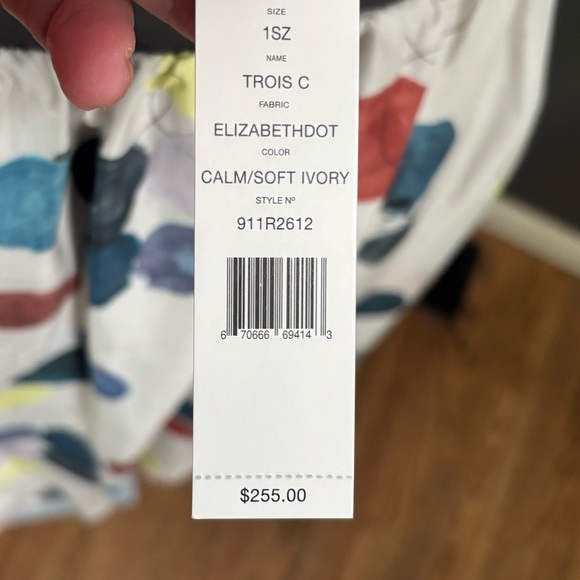 SIZE
1SZ
NAME
TROIS C
FABRIC
ELIZABETHDOT
COLOR
CALM/SOFT IVORY
STYLE Nº
911R2612
6 70666 69414 3
$255.00